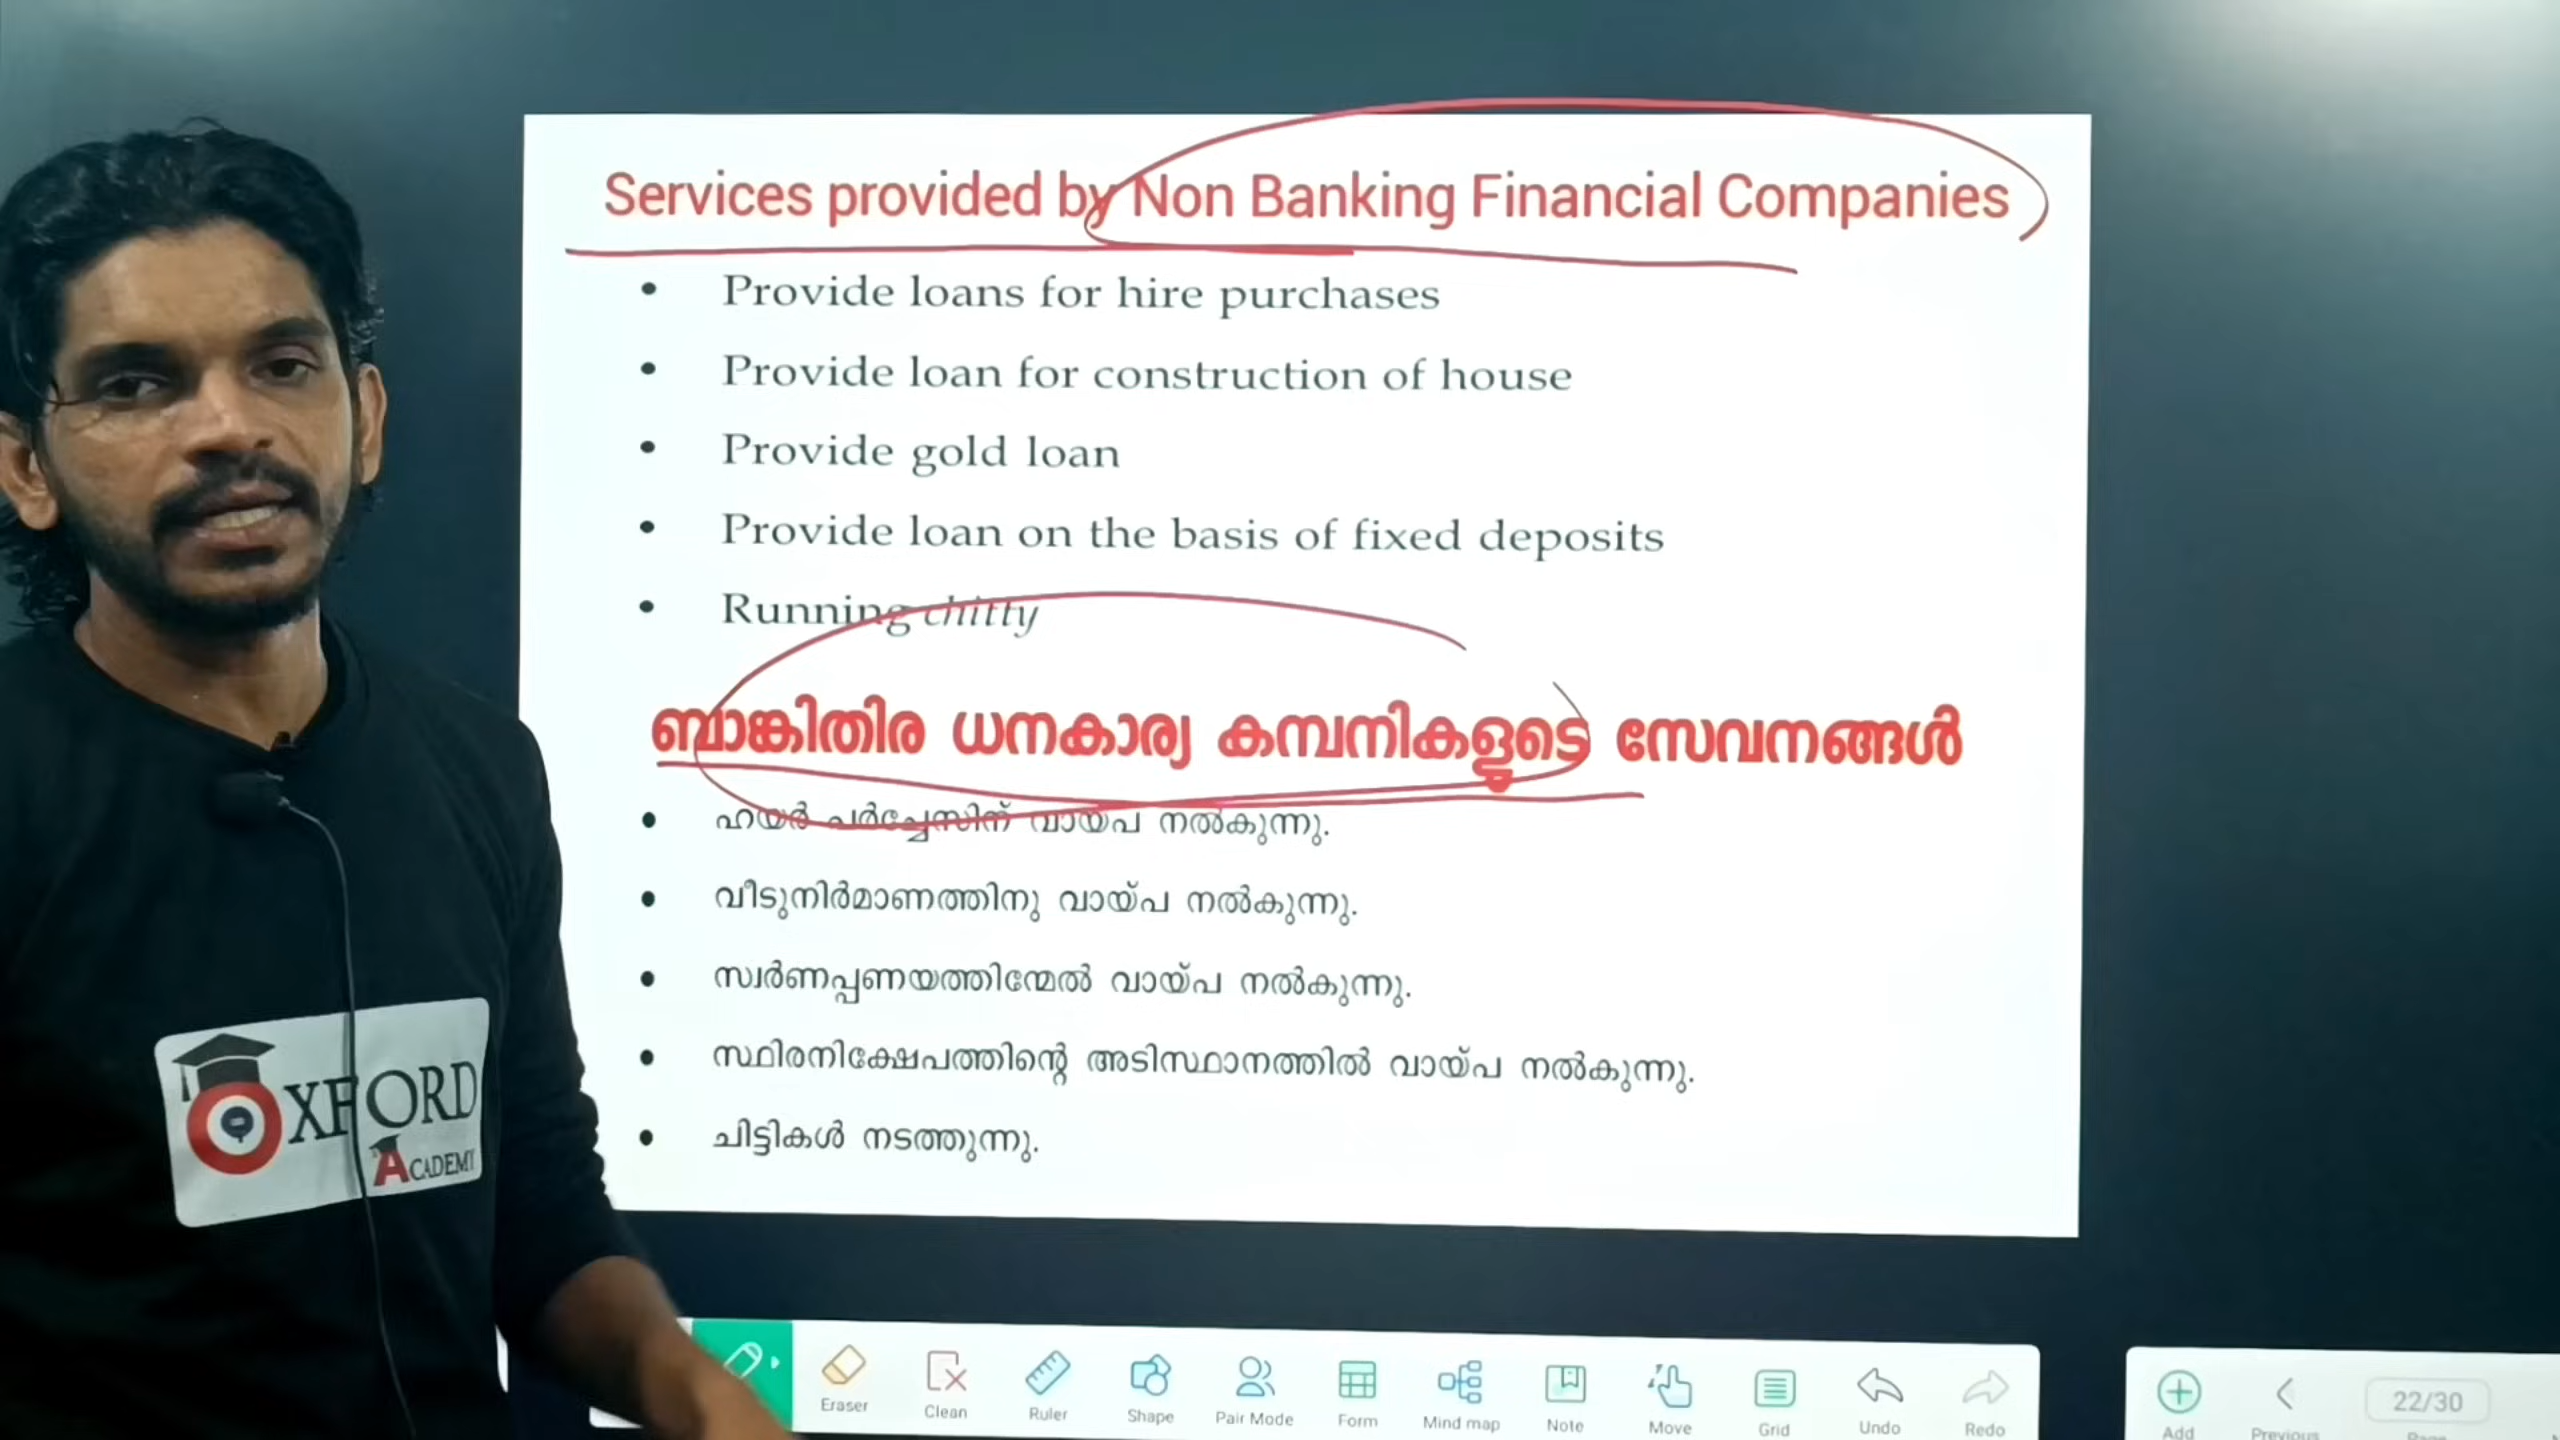 Services provided by Non Banking Financial Companies
• Provide loans for hire purchases
• Provide loan for construction of house
• Provide gold loan
• Provide loan on the basis of fixed deposits
• Running chitty
ബാങ്കിതിര ധനകാര്യ കമ്പനികളുടെ സേവനങ്ങൾ
• ഹയർ പർച്ചേസിന് വായ്പ നൽകുന്നു.
• വീടുനിർമാണത്തിനു വായ്പ നൽകുന്നു.
• സ്വർണപ്പണയത്തിന്മേൽ വായ്പ നൽകുന്നു.
• സ്ഥിരനിക്ഷേപത്തിന്റെ അടിസ്ഥാനത്തിൽ വായ്പ നൽകുന്നു.
• ചിട്ടികൾ നടത്തുന്നു.
OXFORD
ACADEMY
Eraser Clean Ruler Shape Pair Mode Form Mind map Note Move Grid Undo Redo
Add Previous 22/30
Page